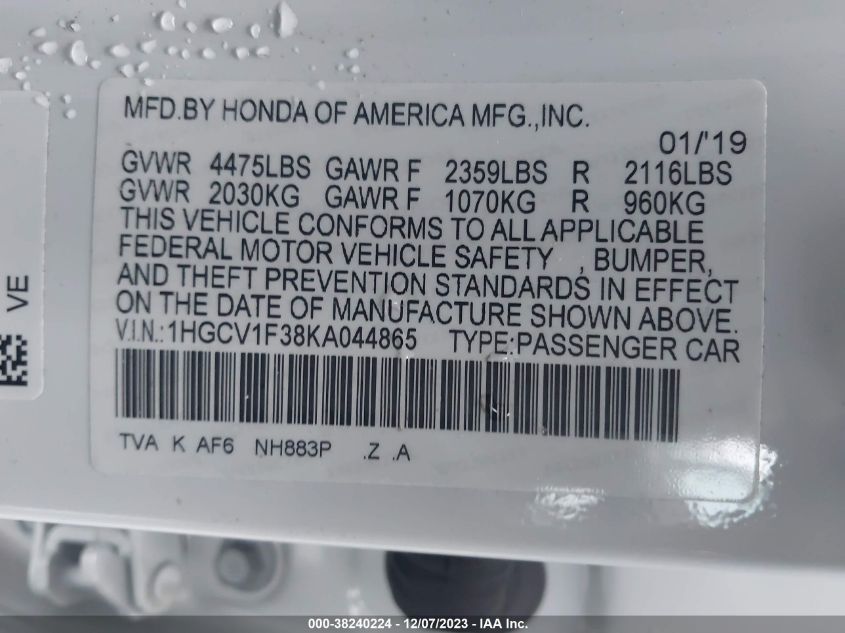 MFD.BY HONDA OF AMERICA MFG.,INC.
01/'19
GVWR 4475LBS GAWR F 2359LBS R 2116LBS
GVWR 2030KG GAWR F 1070KG R 960KG
THIS VEHICLE CONFORMS TO ALL APPLICABLE
FEDERAL MOTOR VEHICLE SAFETY , BUMPER,
AND THEFT PREVENTION STANDARDS IN EFFECT
ON THE DATE OF MANUFACTURE SHOWN ABOVE.
V.I.N.:1HGCV1F38KA044865 TYPE:PASSENGER CAR
TVA K AF6 NH883P .Z .A
VE
000-38240224 - 12/07/2023 - IAA Inc.